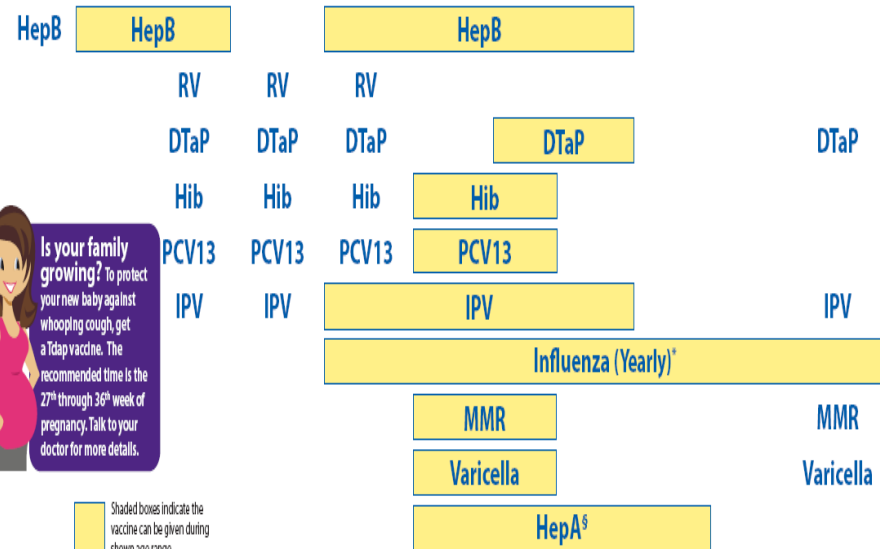 HepB HepB HepB
RV RV RV
DTaP DTaP DTaP DTaP DTaP
Hib Hib Hib Hib
PCV13 PCV13 PCV13 PCV13
IPV IPV IPV IPV
Influenza (Yearly)*
MMR MMR
Varicella Varicella
HepA§
Is your family
growing? To protect
your new baby against
whooping cough, get
a Tdap vaccine. The
recommended time is the
27th through 36th week of
pregnancy. Talk to your
doctor for more details.
Shaded boxes indicate the
vaccine can be given during
shown age range